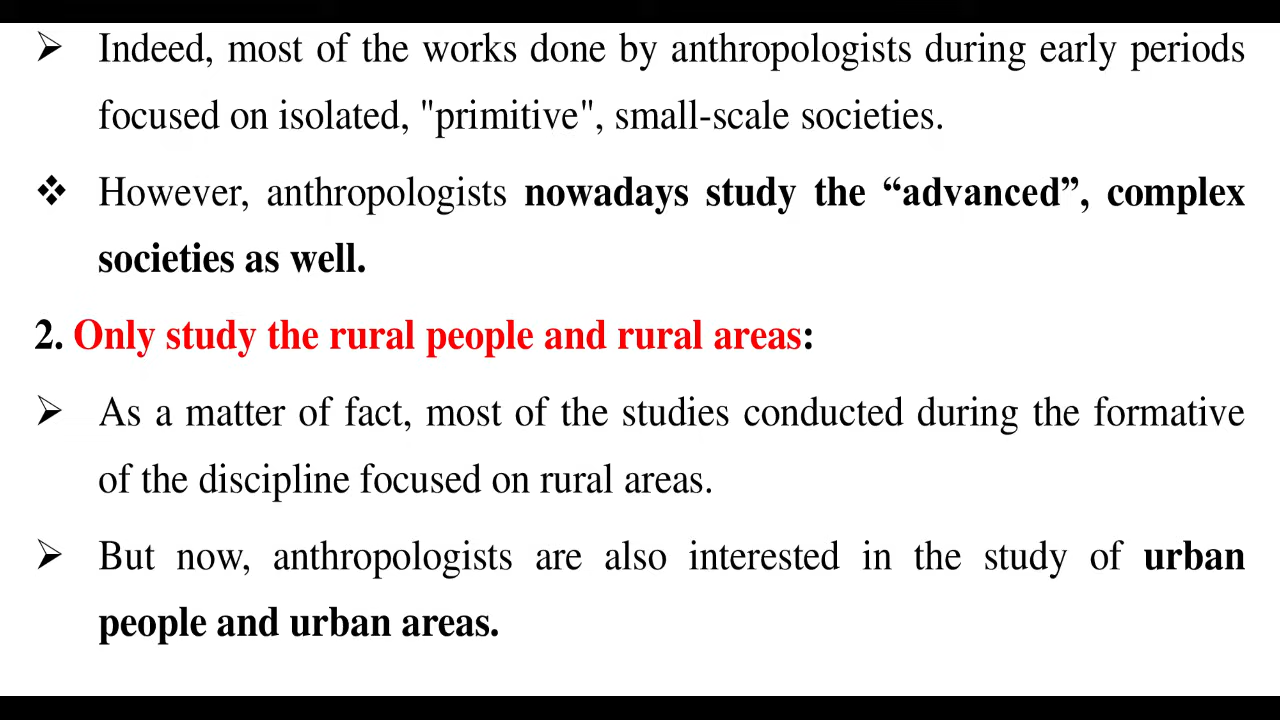 ➢ Indeed, most of the works done by anthropologists during early periods
focused on isolated, "primitive", small-scale societies.
❖ However, anthropologists nowadays study the “advanced”, complex
societies as well.
2. Only study the rural people and rural areas:
➢ As a matter of fact, most of the studies conducted during the formative
of the discipline focused on rural areas.
➢ But now, anthropologists are also interested in the study of urban
people and urban areas.